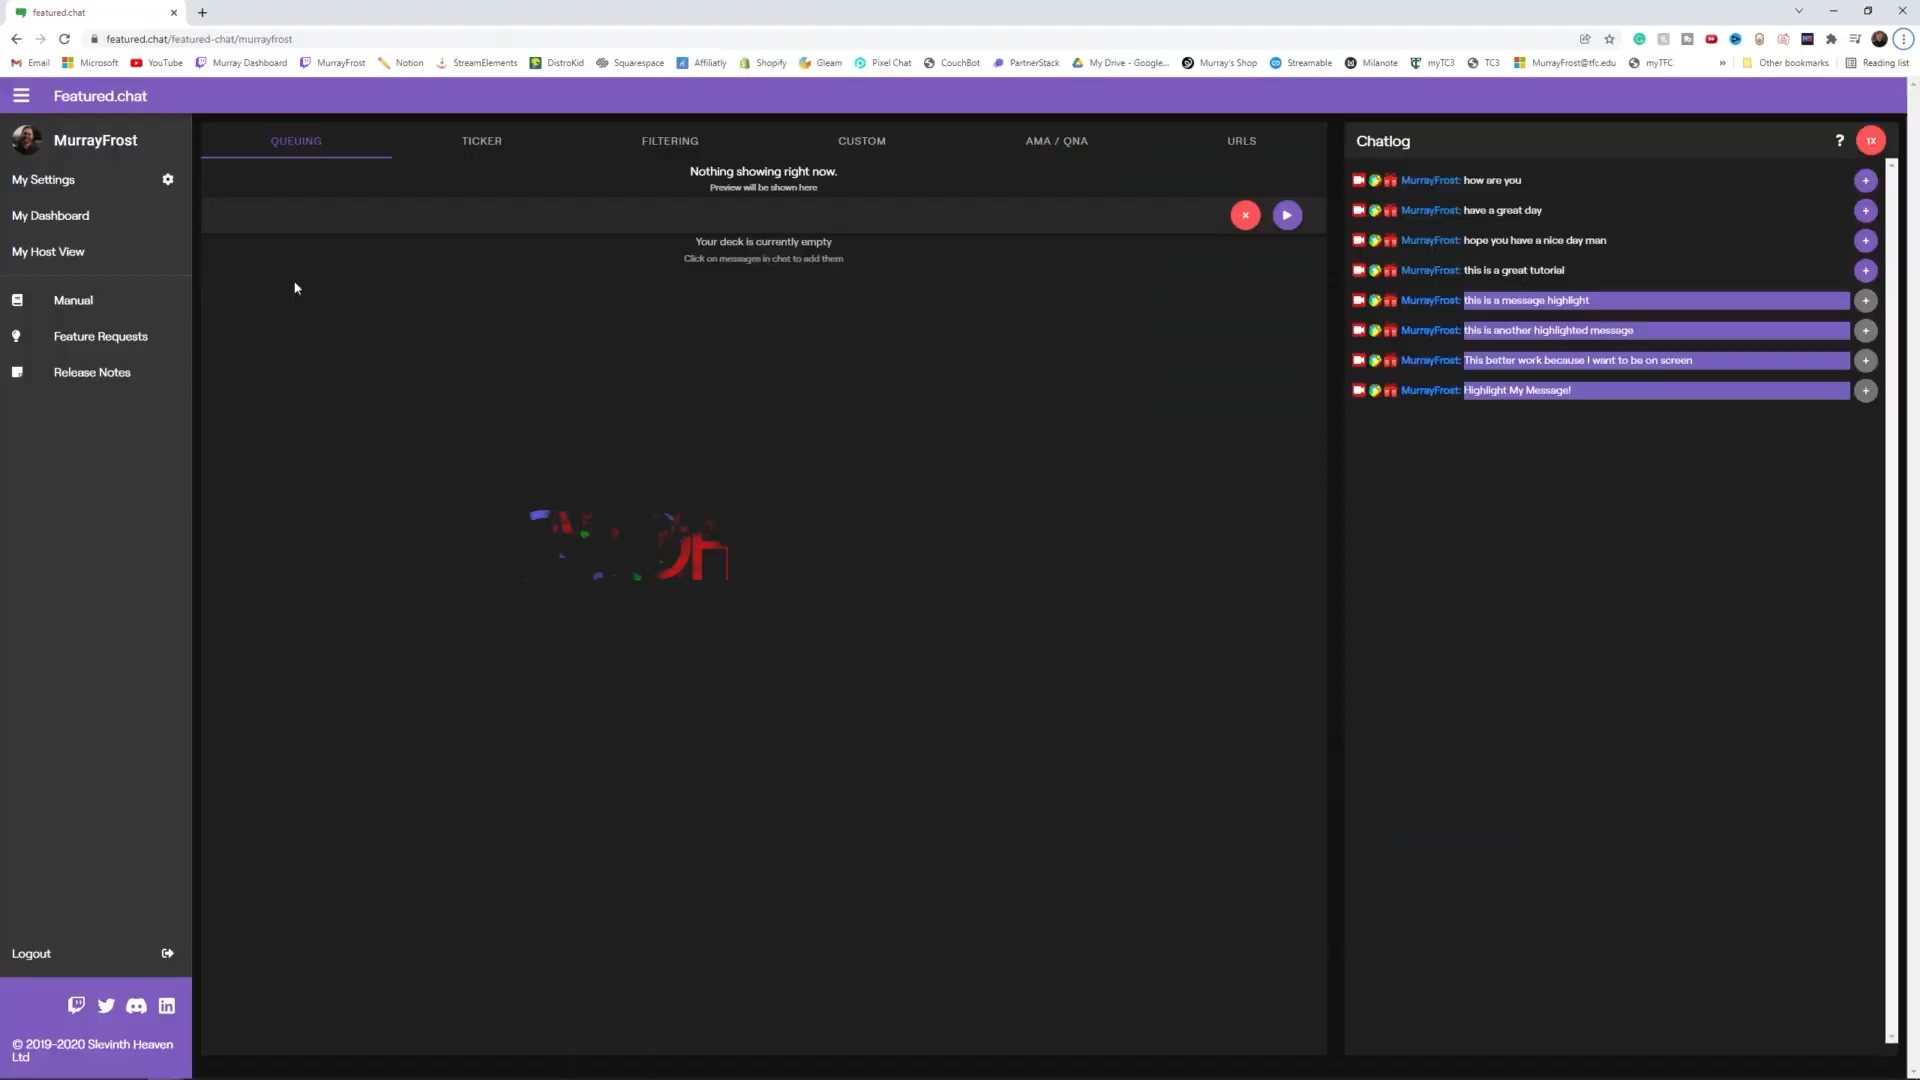 featured.chat
featured.chat/featured-chat/murrayfrost
Email Microsoft YouTube Murray Dashboard MurrayFrost Notion StreamElements DistroKid Squarespace Affiliatly Shopify Gleam Pixel Chat CouchBot PartnerStack My Drive - Google... Murray's Shop Streamable Milanote myTC3 TC3 MurrayFrost@tfc.edu myTFC » Other bookmarks Reading list
Featured.chat
MurrayFrost
My Settings
My Dashboard
My Host View
Manual
Feature Requests
Release Notes
Logout
© 2019-2020 Slevinth Heaven
Ltd
QUEUING TICKER FILTERING CUSTOM AMA / QNA URLS
Nothing showing right now.
Preview will be shown here
Your deck is currently empty
Click on messages in chat to add them
Chatlog ? 1X
MurrayFrost: how are you
MurrayFrost: have a great day
MurrayFrost: hope you have a nice day man
MurrayFrost: this is a great tutorial
MurrayFrost: this is a message highlight
MurrayFrost: this is another highlighted message
MurrayFrost: This better work because I want to be on screen
MurrayFrost: Highlight My Message!